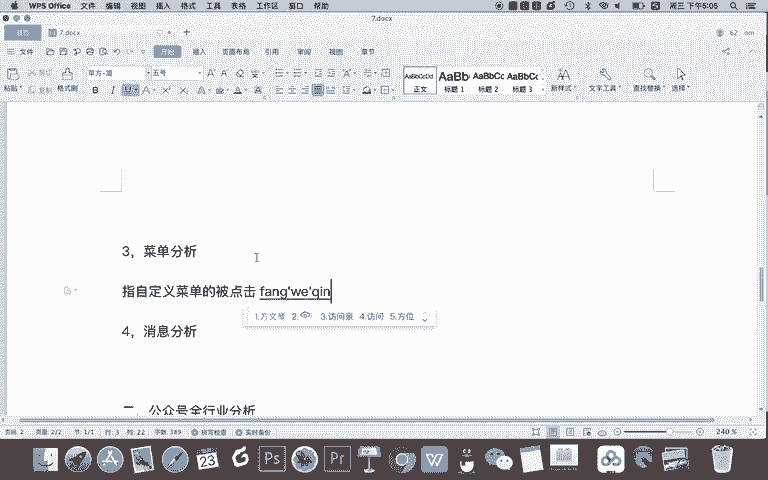 WPS Office 文件 编辑 视图 插入 格式 工具 表格 工作区 窗口 帮助 周三 下午5:05
7.docx
首页 7.docx 62
文件 开始 插入 页面布局 引用 审阅 视图 章节
粘贴 剪切 复制 格式刷 五号 B I U A AaBbCcDd 正文 AaBb 标题 1 AaBbCc 标题 2 AaBbCc 标题 3 新样式 文字工具 查找替换 选择
3，菜单分析
指自定义菜单的被点击 fang'we'qin
1.方文琴 2. 3.访问亲 4.访问 5.方位
4，消息分析
二、公众号全行业分析
页码: 2 页面: 2/2 节: 1/1 行: 3 列: 22 字数: 389 拼写检查 实时备份 240 %
23 Ps Pr W